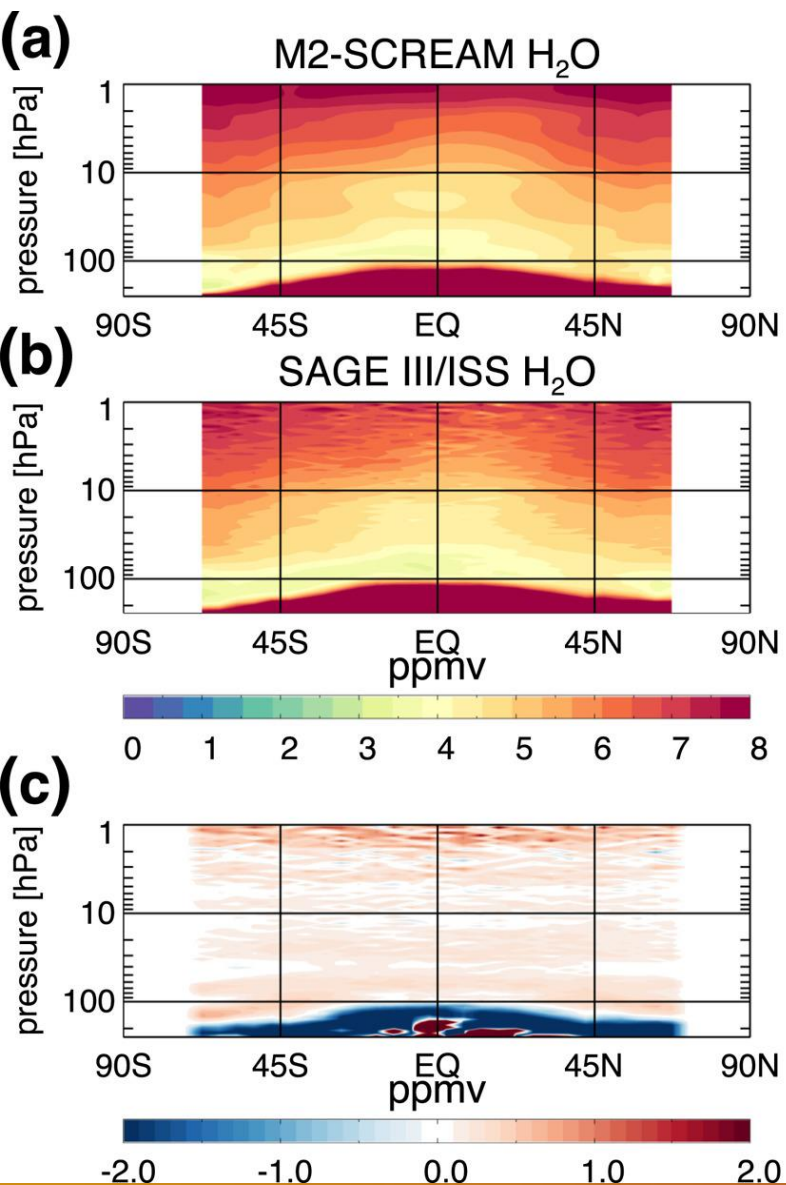 (a)
M2-SCREAM H₂O
pressure [hPa]
1
10
100
90S 45S EQ 45N 90N
(b)
SAGE III/ISS H₂O
pressure [hPa]
1
10
100
90S 45S EQ 45N 90N
ppmv
0 1 2 3 4 5 6 7 8
(c)
pressure [hPa]
1
10
100
90S 45S EQ 45N 90N
ppmv
-2.0 -1.0 0.0 1.0 2.0